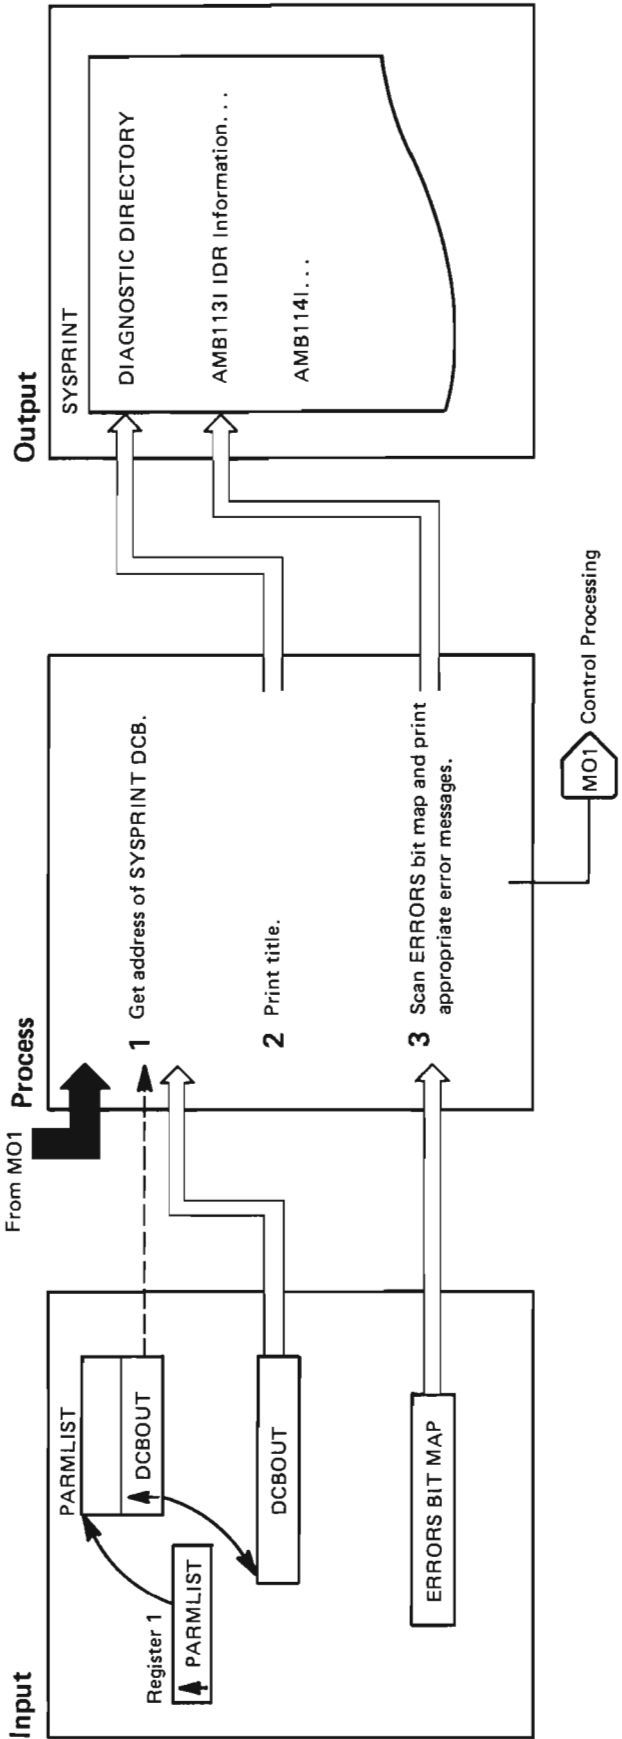 Input
Register 1
PARMLIST
PARMLIST
DCBOUT
DCBOUT
ERRORS BIT MAP
From MO1
Process
1 Get address of SYSPRINT DCB.
2 Print title.
3 Scan ERRORS bit map and print
appropriate error messages.
MO1 Control Processing
Output
SYSPRINT
DIAGNOSTIC DIRECTORY
AMB113I IDR Information...
AMB114I...